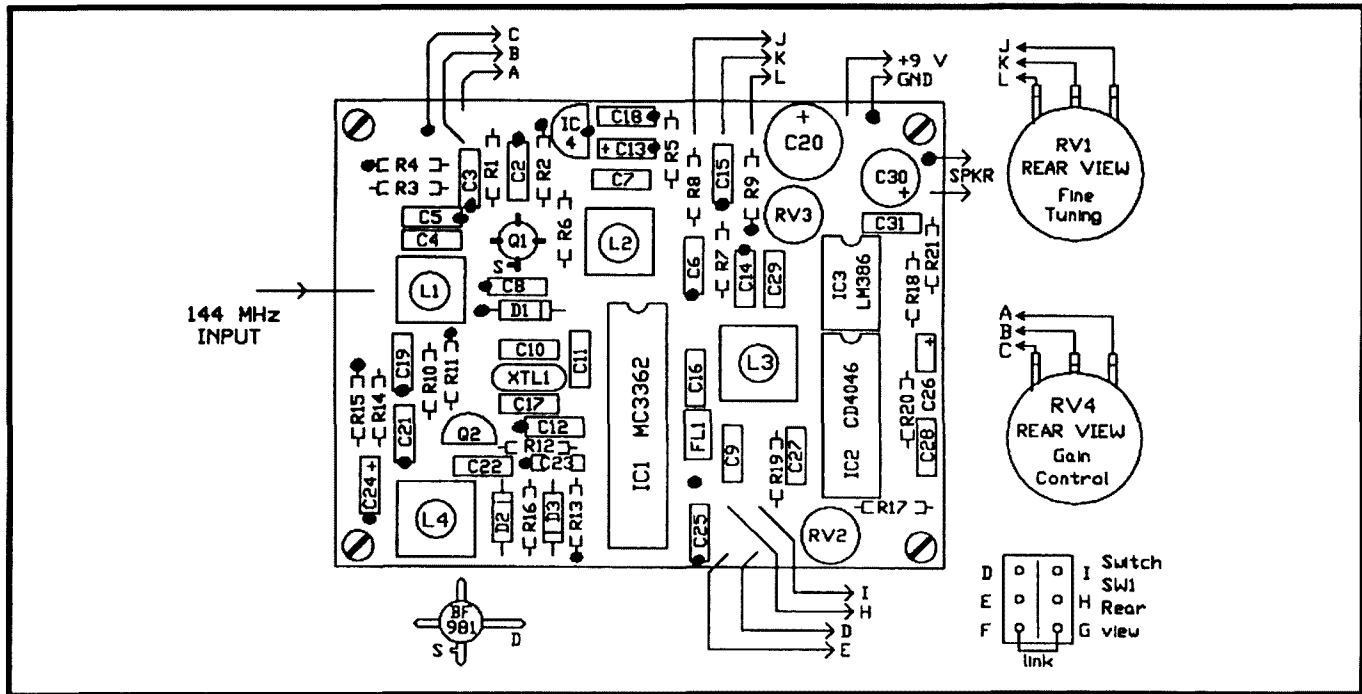 C
B
A
J
K
L
+9 V
GND
J
K
L
RV1
REAR VIEW
Fine
Tuning
IC
4
C18
+ C13
C7
R5
C20
+
C30
+
SPKR
R4
R3
C3
R1
C2
R2
R6
R8
C15
R9
RV3
C31
R21
C5
C4
Q1
S
L2
L1
C8
D1
C6
R7
C14
C29
IC3
LM386
R18
144 MHz
INPUT
A
B
C
RV4
REAR VIEW
Gain
Control
C19
R10
R11
C10
XTL1
C17
C11
IC1 MC3362
C16
L3
IC2 CD4046
+
C26
R20
R15
R14
C21
Q2
C12
R12
C23
C22
FL1
C9
R19
C27
C28
C24 +
L4
D2
R16
D3
R13
C25
RV2
R17
BF
981
S
D
I
H
D
E
D
E
F
I
H
G
Switch
SW1
Rear
view
link